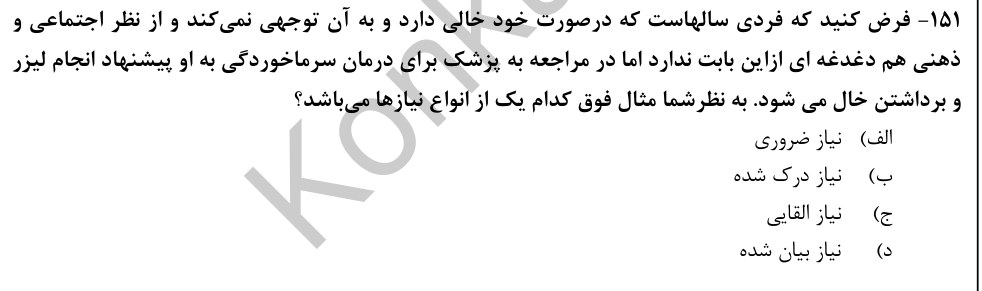 ۱۵۱- فرض کنید که فردی سالهاست که درصورت خود خالی دارد و به آن توجهی نمی‌کند و از نظر اجتماعی و
ذهنی هم دغدغه ای ازاین بابت ندارد اما در مراجعه به پزشک برای درمان سرماخوردگی به او پیشنهاد انجام لیزر
و برداشتن خال می شود. به نظرشما مثال فوق کدام یک از انواع نیازها می‌باشد؟
الف) نیاز ضروری
ب) نیاز درک شده
ج) نیاز القایی
د) نیاز بیان شده